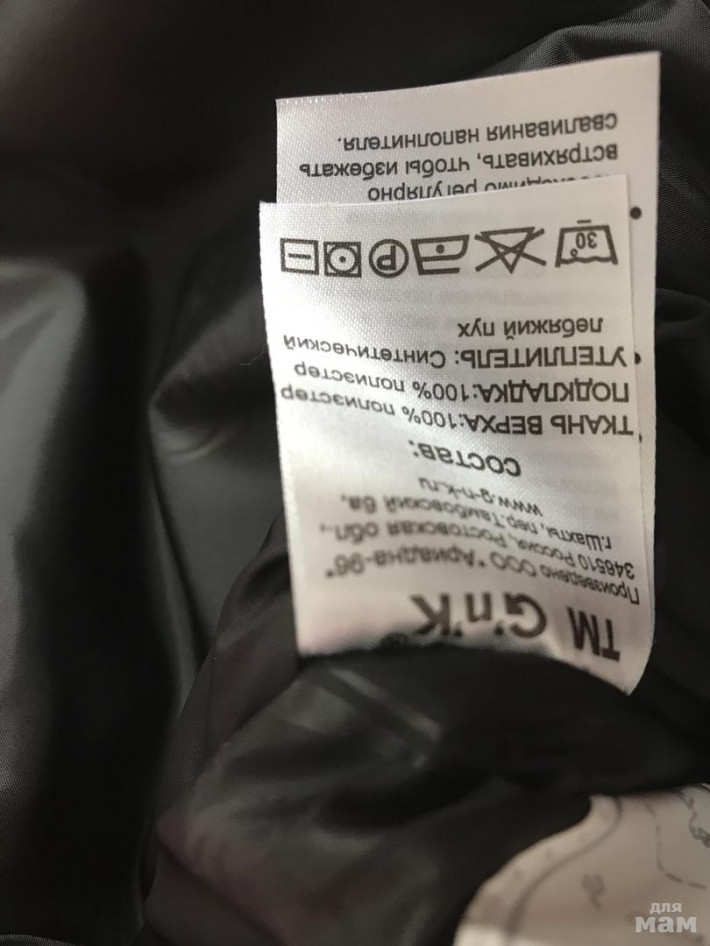 ТМ G'n'K®
Произведено ООО "Ариадна-96"
346510 Россия, Ростовская обл.,
г.Шахты, пер.Тамбовский 6а,
www.g-n-k.ru
СОСТАВ:
ТКАНЬ ВЕРХА:100% полиэстер
ПОДКЛАДКА:100% полиэстер
УТЕПЛИТЕЛЬ: Синтетический
лебяжий пух
30
P
регулярно
встряхивать, чтобы избежать
сваливания наполнителя.
для
мам